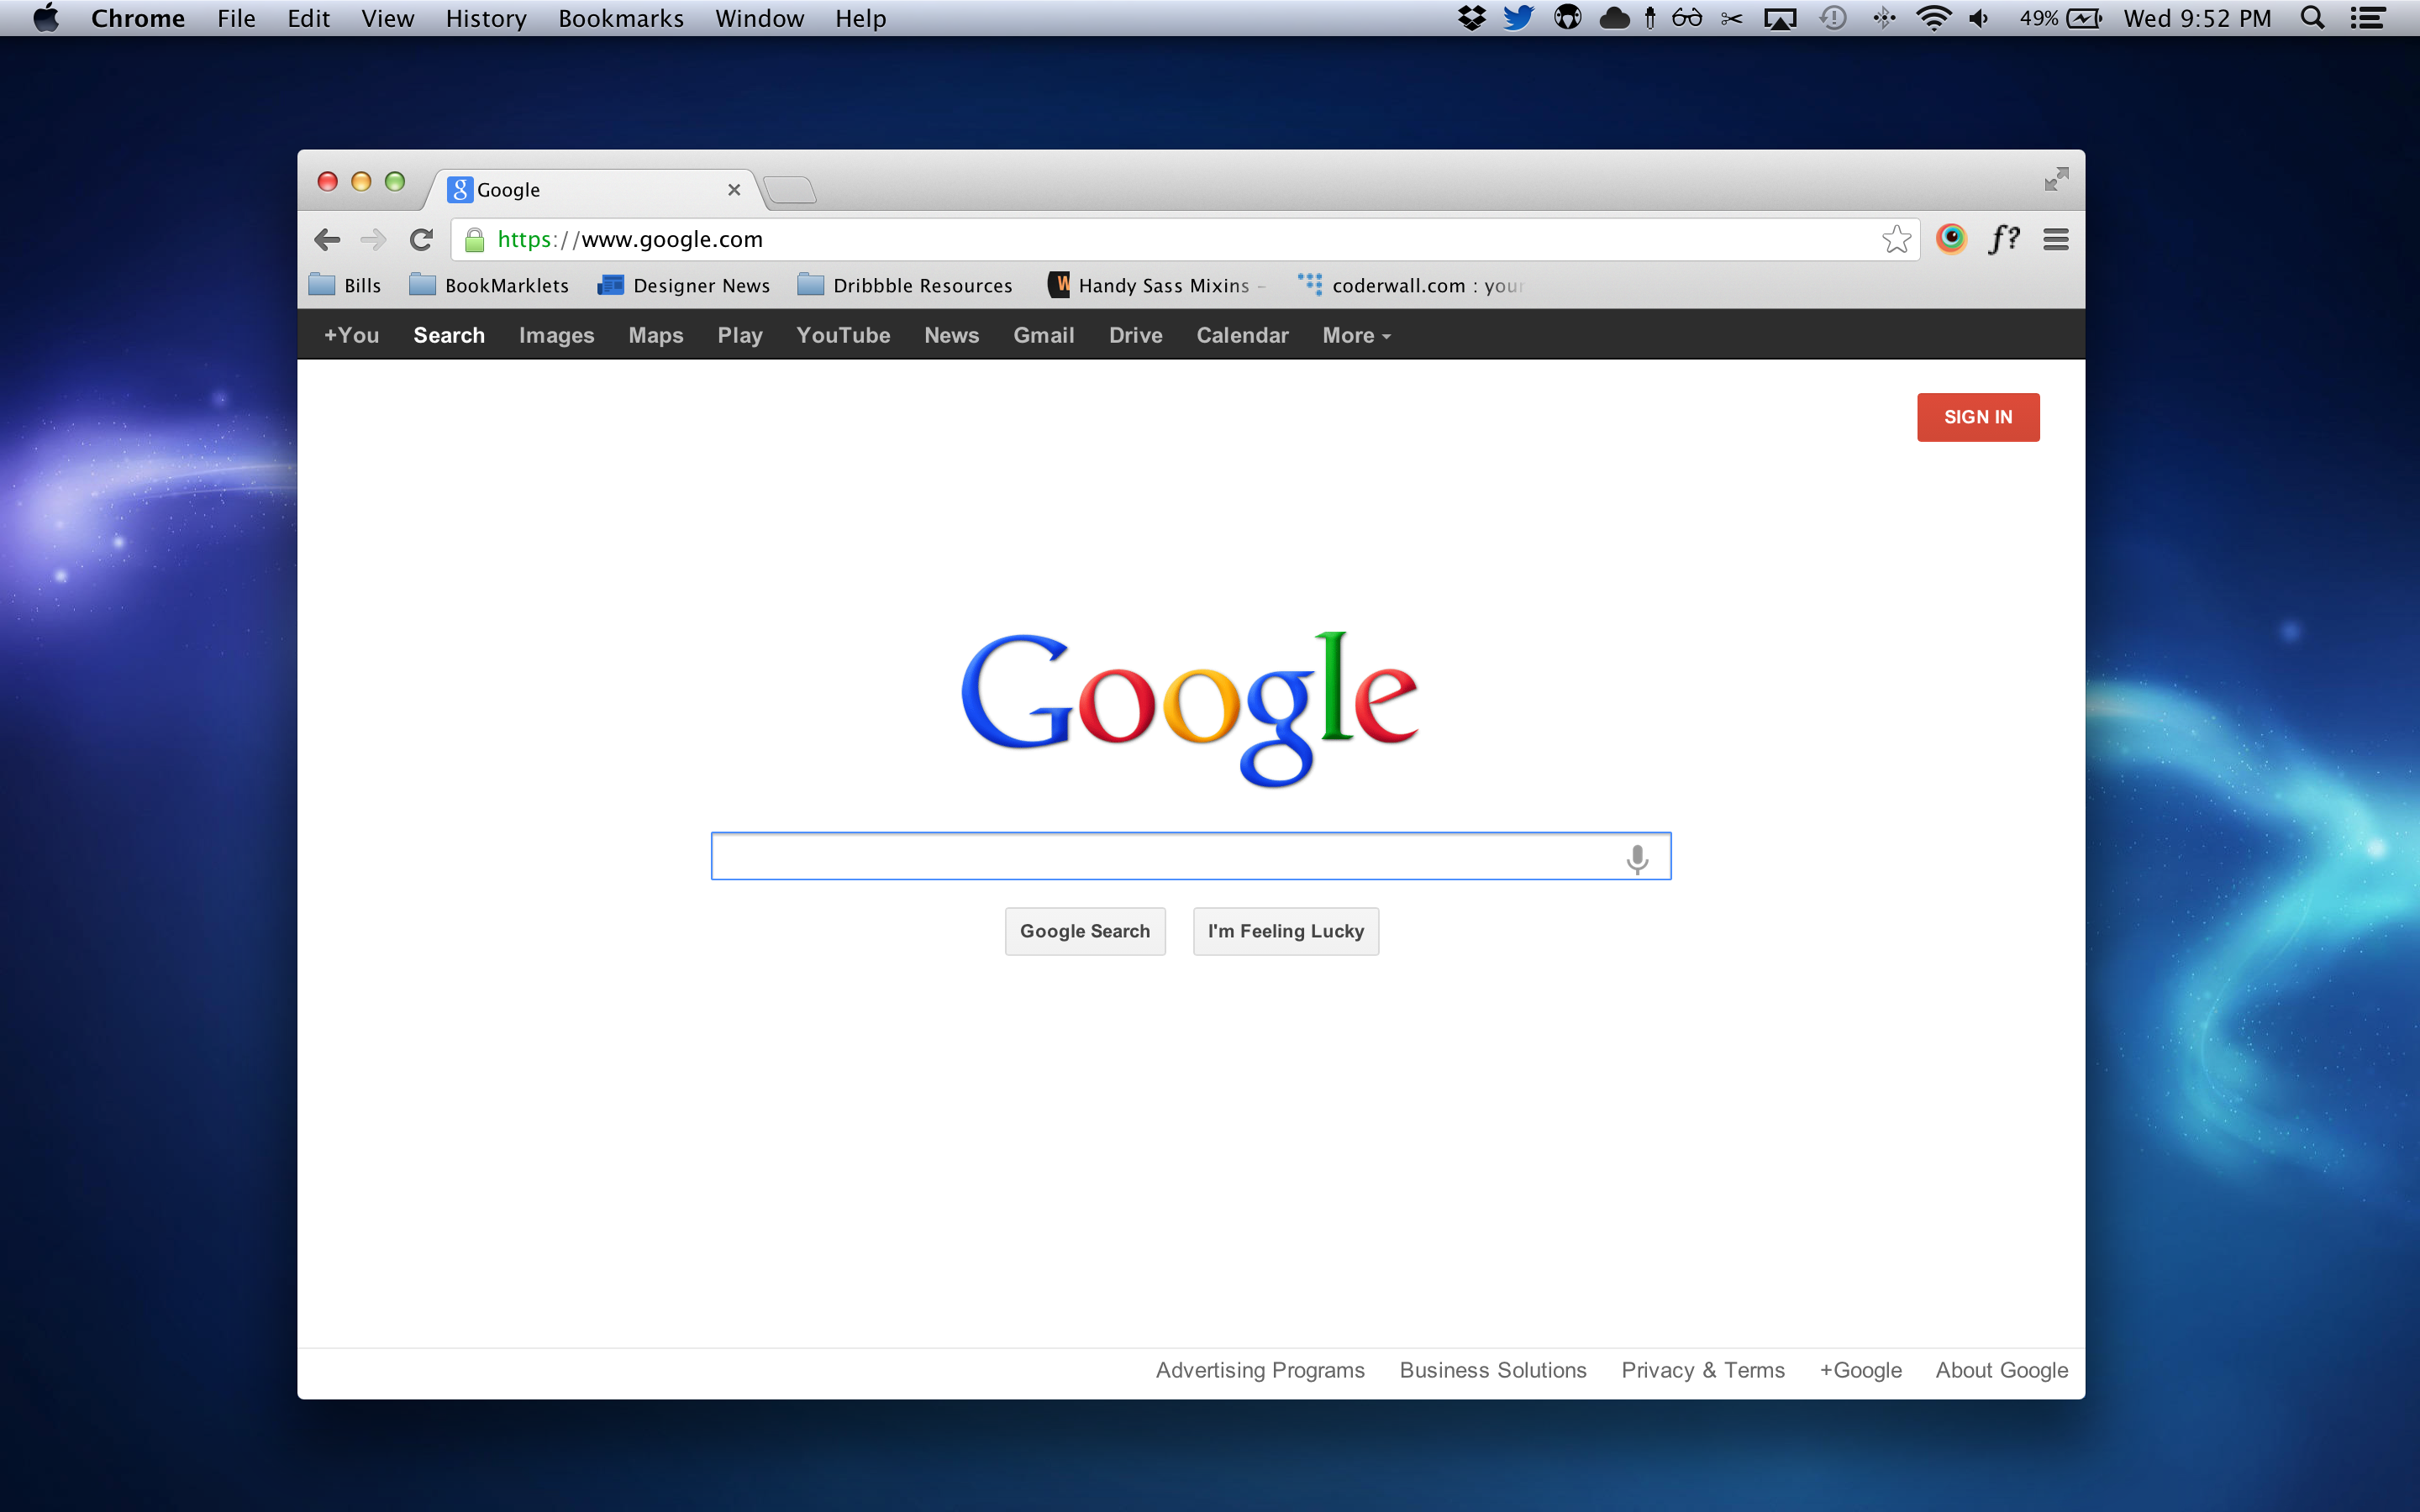 Chrome File Edit View History Bookmarks Window Help 49% Wed 9:52 PM
Google
https://www.google.com f?
Bills BookMarklets Designer News Dribbble Resources Handy Sass Mixins – coderwall.com : your
+You Search Images Maps Play YouTube News Gmail Drive Calendar More
SIGN IN
Google
Google Search I'm Feeling Lucky
Advertising Programs Business Solutions Privacy & Terms +Google About Google